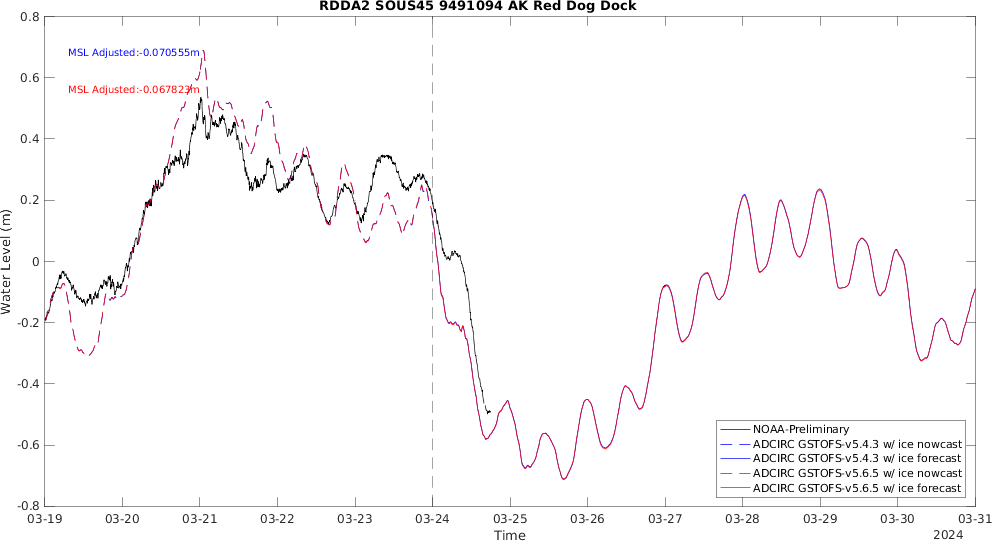 RDDA2 SOUS45 9491094 AK Red Dog Dock
MSL Adjusted:-0.070555m
MSL Adjusted:-0.067823m
Water Level (m)
0.8
0.6
0.4
0.2
0
-0.2
-0.4
-0.6
-0.8
NOAA-Preliminary
ADCIRC GSTOFS-v5.4.3 w/ ice nowcast
ADCIRC GSTOFS-v5.4.3 w/ ice forecast
ADCIRC GSTOFS-v5.6.5 w/ ice nowcast
ADCIRC GSTOFS-v5.6.5 w/ ice forecast
03-19 03-20 03-21 03-22 03-23 03-24 03-25 03-26 03-27 03-28 03-29 03-30 03-31
Time
2024